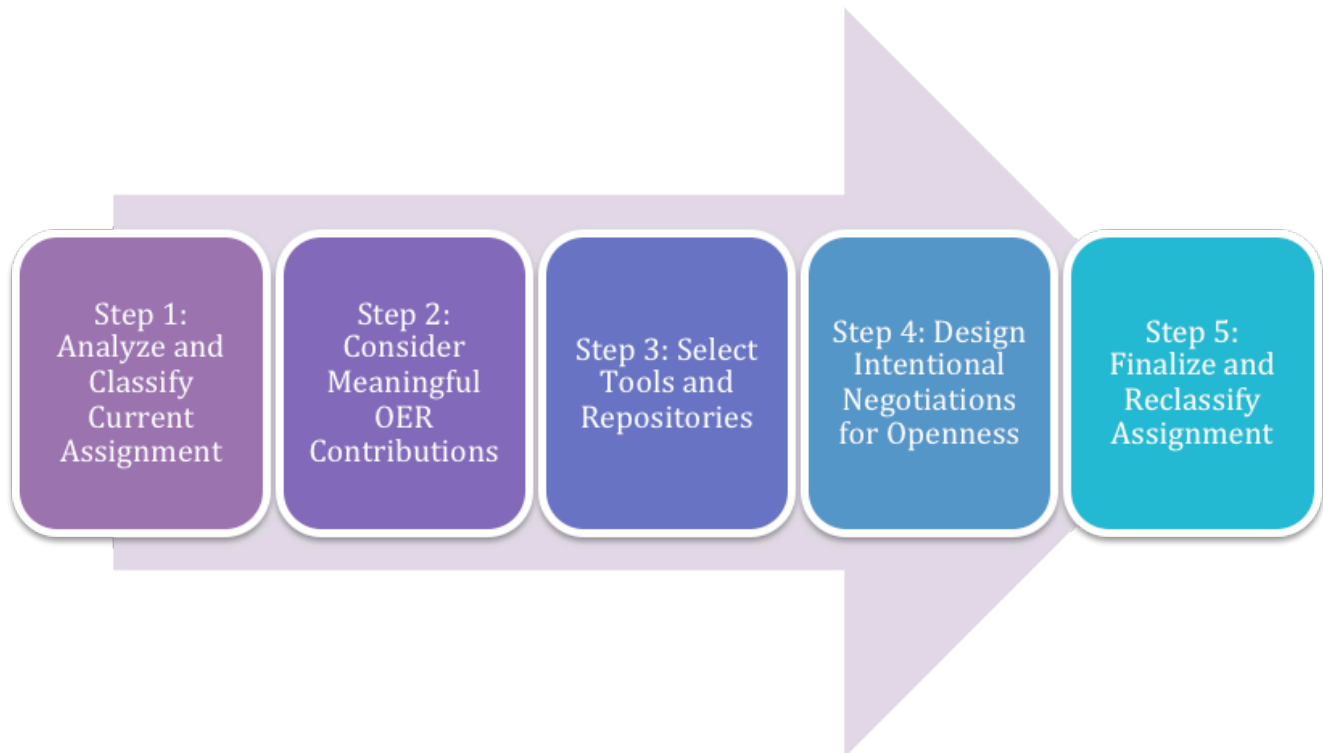 Step 1:
Analyze and
Classify
Current
Assignment
Step 2:
Consider
Meaningful
OER
Contributions
Step 3: Select
Tools and
Repositories
Step 4: Design
Intentional
Negotiations
for Openness
Step 5:
Finalize and
Reclassify
Assignment